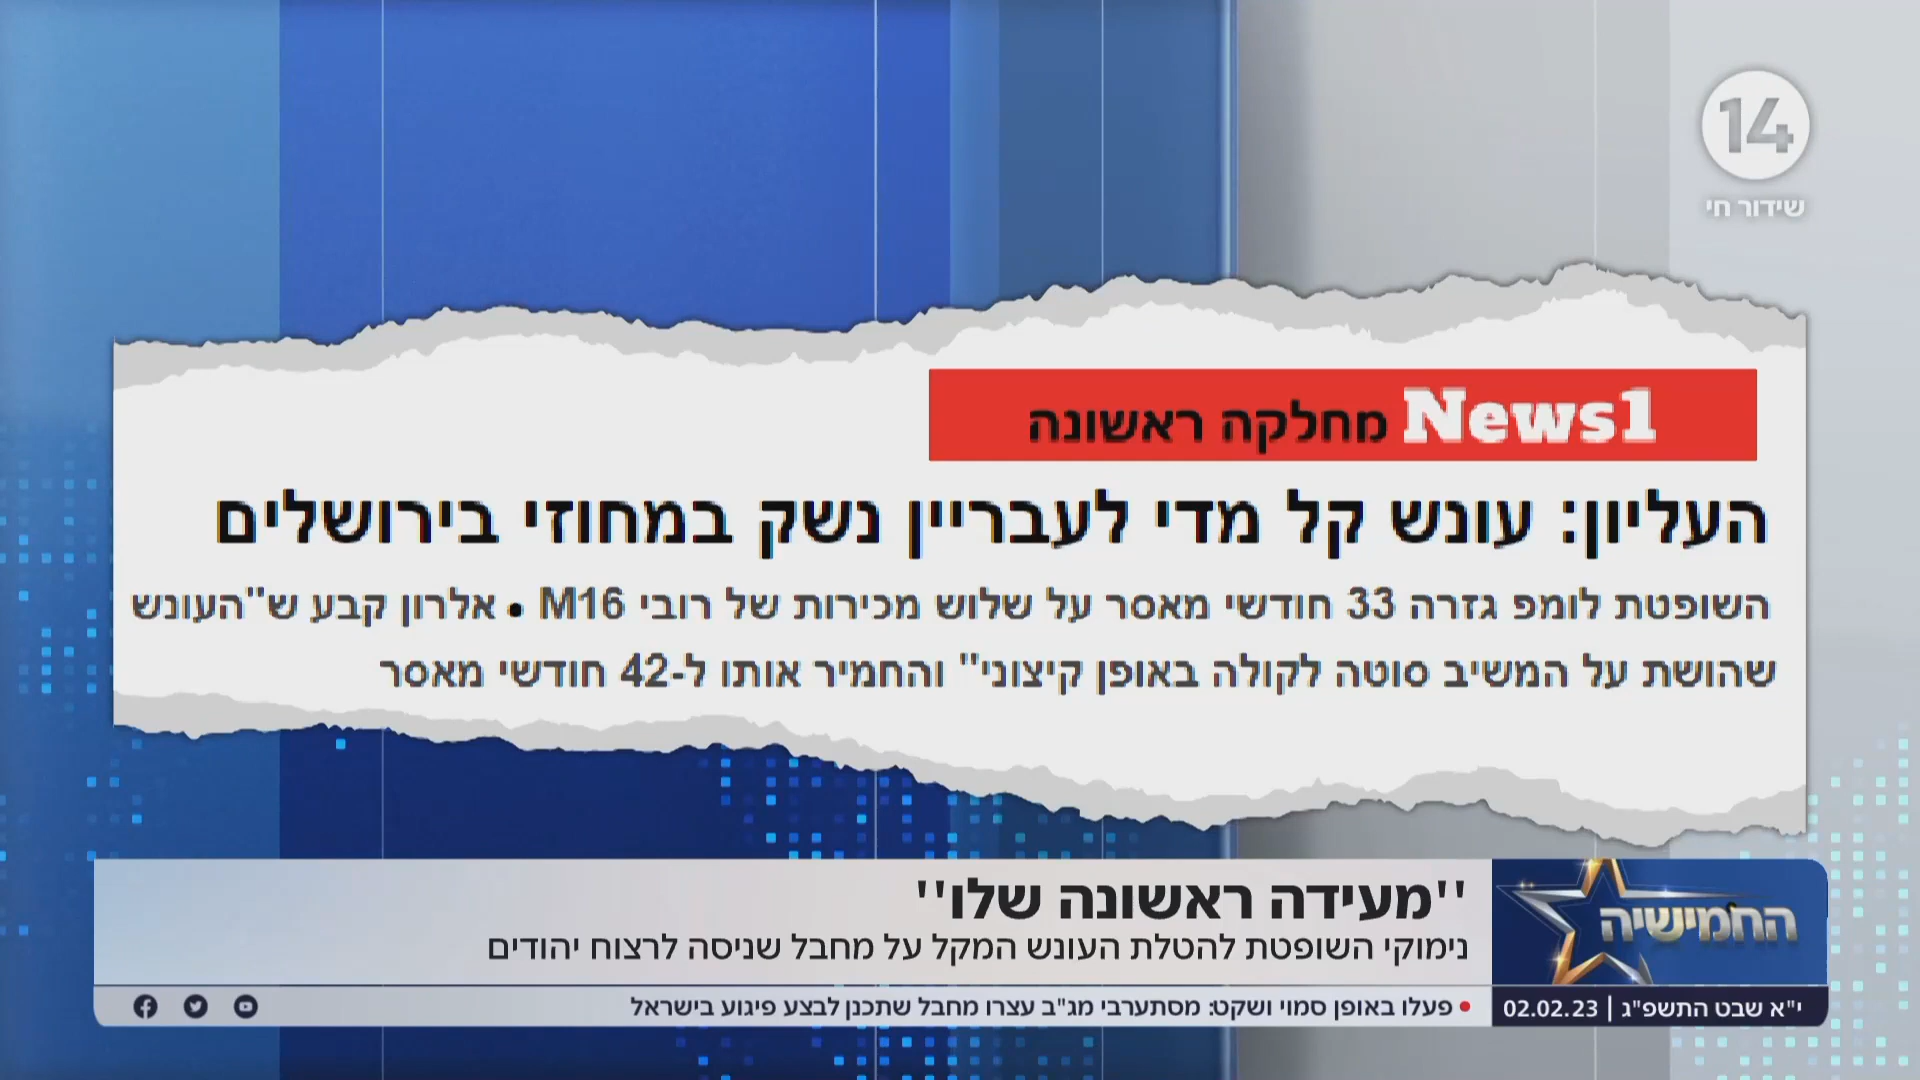 14
שידור חי
News1 מחלקה ראשונה
העליון: עונש קל מדי לעבריין נשק במחוזי בירושלים
השופטת לומפ גזרה 33 חודשי מאסר על שלוש מכירות של רובי M16 • אלרון קבע ש"העונש
שהושת על המשיב סוטה לקולה באופן קיצוני" והחמיר אותו ל-42 חודשי מאסר
החמישיה
''מעידה ראשונה שלו''
נימוקי השופטת להטלת העונש המקל על מחבל שניסה לרצוח יהודים
י"א שבט התשפ"ג | 02.02.23
• פעלו באופן סמוי ושקט: מסתערבי מג"ב עצרו מחבל שתכנן לבצע פיגוע בישראל